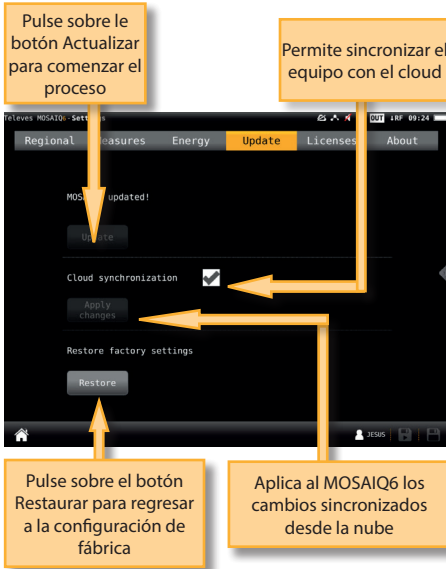 Pulse sobre le
botón Actualizar
para comenzar el
proceso
Permite sincronizar el
equipo con el cloud
Televes MOSAIQ6-Settings
OUT ↓RF 09:24
Regional Measures Energy Update Licenses About
updated!
Update
Cloud synchronization
Apply
changes
Restore factory settings
Restore
JESUS
Pulse sobre el botón
Restaurar para regresar
a la configuración de
fábrica
Aplica al MOSAIQ6 los
cambios sincronizados
desde la nube